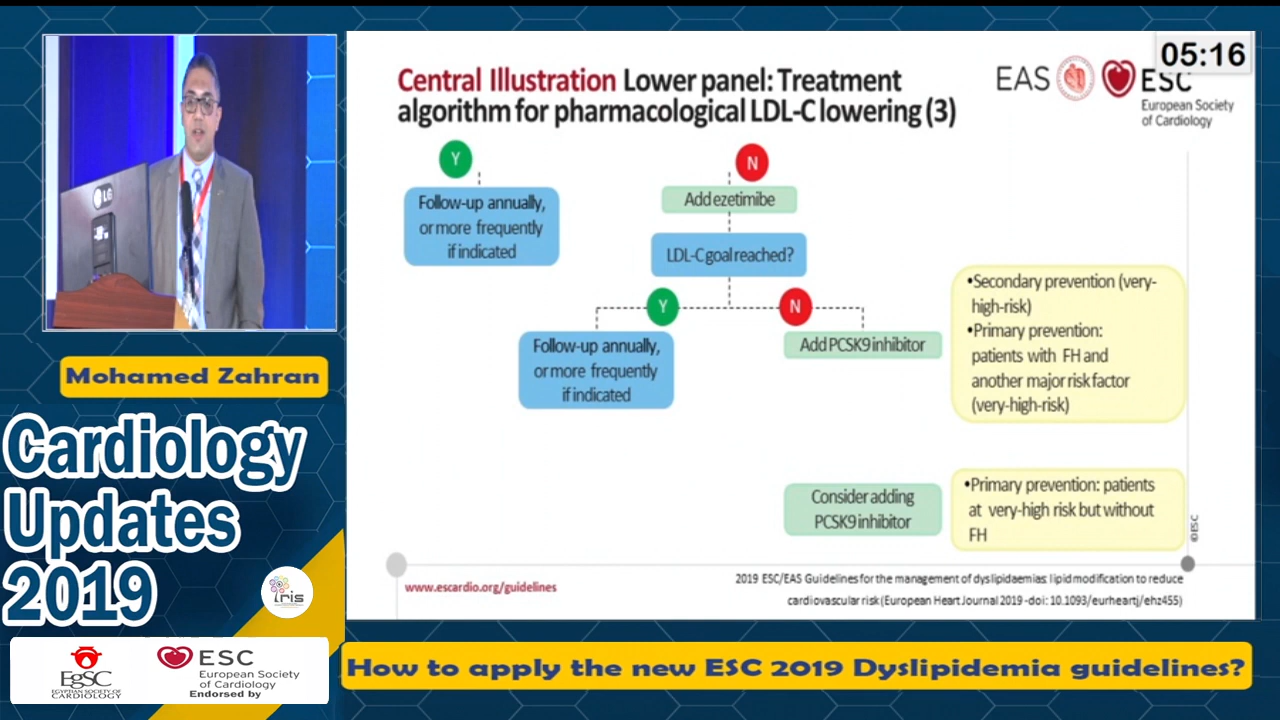 05:16
Central Illustration Lower panel: Treatment
algorithm for pharmacological LDL-C lowering (3)
EAS
ESC
European Society
of Cardiology
Y
N
Follow-up annually,
or more frequently
if indicated
Add ezetimibe
LDL-C goal reached?
Y
N
Follow-up annually,
or more frequently
if indicated
Add PCSK9 inhibitor
•Secondary prevention (very-
high-risk)
•Primary prevention:
patients with FH and
another major risk factor
(very-high-risk)
Consider adding
PCSK9 inhibitor
•Primary prevention: patients
at very-high risk but without
FH
©ESC
www.escardio.org/guidelines
2019 ESC/EAS Guidelines for the management of dyslipidaemias: lipid modification to reduce
cardiovascular risk (European Heart Journal 2019 -doi: 10.1093/eurheartj/ehz455)
LG
Mohamed Zahran
Cardiology
Updates
2019
iris
EgSC
EGYPTIAN SOCIETY OF
CARDIOLOGY
ESC
European Society
of Cardiology
Endorsed by
How to apply the new ESC 2019 Dyslipidemia guidelines?